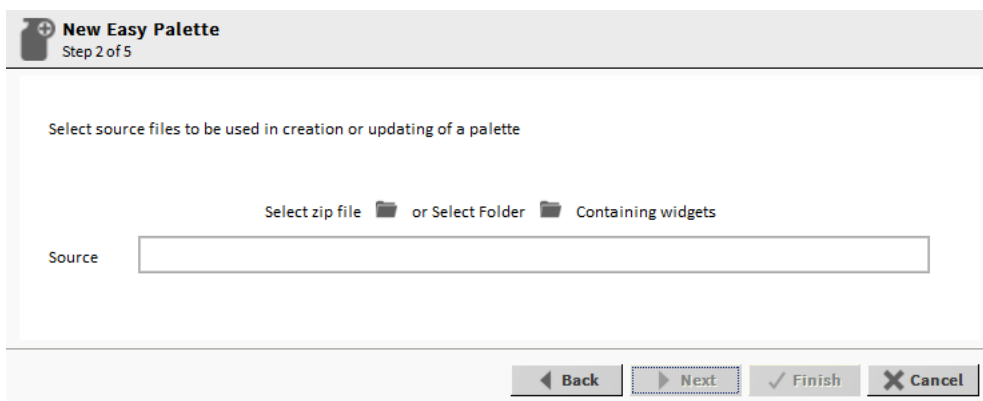 New Easy Palette
Step 2 of 5
Select source files to be used in creation or updating of a palette
Select zip file or Select Folder Containing widgets
Source
Back Next Finish Cancel